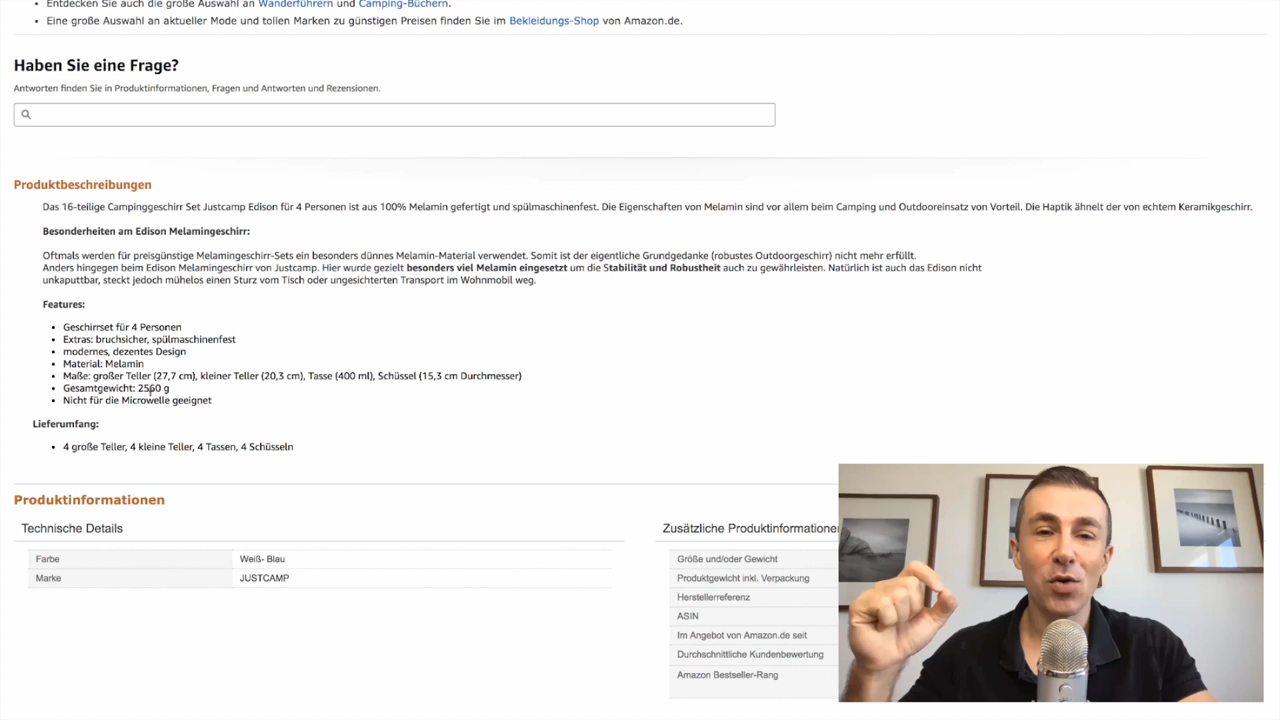 Entdecken Sie auch die große Auswahl an Wanderführern und Camping-Büchern.
Eine große Auswahl an aktueller Mode und tollen Marken zu günstigen Preisen finden Sie im Bekleidungs-Shop von Amazon.de.
Haben Sie eine Frage?
Antworten finden Sie in Produktinformationen, Fragen und Antworten und Rezensionen.
Produktbeschreibungen
Das 16-teilige Campinggeschirr Set Justcamp Edison für 4 Personen ist aus 100% Melamin gefertigt und spülmaschinenfest. Die Eigenschaften von Melamin sind vor allem beim Camping und Outdooreinsatz von Vorteil. Die Haptik ähnelt der von echtem Keramikgeschirr.
Besonderheiten am Edison Melamingeschirr:
Oftmals werden für preisgünstige Melamingeschirr-Sets ein besonders dünnes Melamin-Material verwendet. Somit ist der eigentliche Grundgedanke (robustes Outdoorgeschirr) nicht mehr erfüllt.
Anders hingegen beim Edison Melamingeschirr von Justcamp. Hier wurde gezielt besonders viel Melamin eingesetzt um die Stabilität und Robustheit auch zu gewährleisten. Natürlich ist auch das Edison nicht
unkaputtbar, steckt jedoch mühelos einen Sturz vom Tisch oder ungesicherten Transport im Wohnmobil weg.
Features:
Geschirrset für 4 Personen
Extras: bruchsicher, spülmaschinenfest
modernes, dezentes Design
Material: Melamin
Maße: großer Teller (27,7 cm), kleiner Teller (20,3 cm), Tasse (400 ml), Schüssel (15,3 cm Durchmesser)
Gesamtgewicht: 2560 g
Nicht für die Microwelle geeignet
Lieferumfang:
4 große Teller, 4 kleine Teller, 4 Tassen, 4 Schüsseln
Produktinformationen
Technische Details
Farbe Weiß- Blau
Marke JUSTCAMP
Zusätzliche Produktinformationen
Größe und/oder Gewicht
Produktgewicht inkl. Verpackung
Herstellerreferenz
ASIN
Im Angebot von Amazon.de seit
Durchschnittliche Kundenbewertung
Amazon Bestseller-Rang